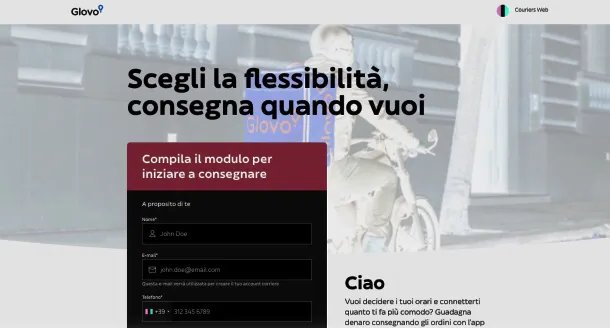 Glovo
Couriers Web
Scegli la flessibilità,
consegna quando vuoi
Glovo
Compila il modulo per
iniziare a consegnare
A proposito di te
Nome*
John Doe
E-mail*
john.doe@email.com
Questa e-mail verrà utilizzata per creare il tuo account corriere
Telefono*
+39 312 345 6789
Ciao
Vuoi decidere i tuoi orari e connetterti
quanto ti fa più comodo? Guadagna
denaro consegnando gli ordini con l'app